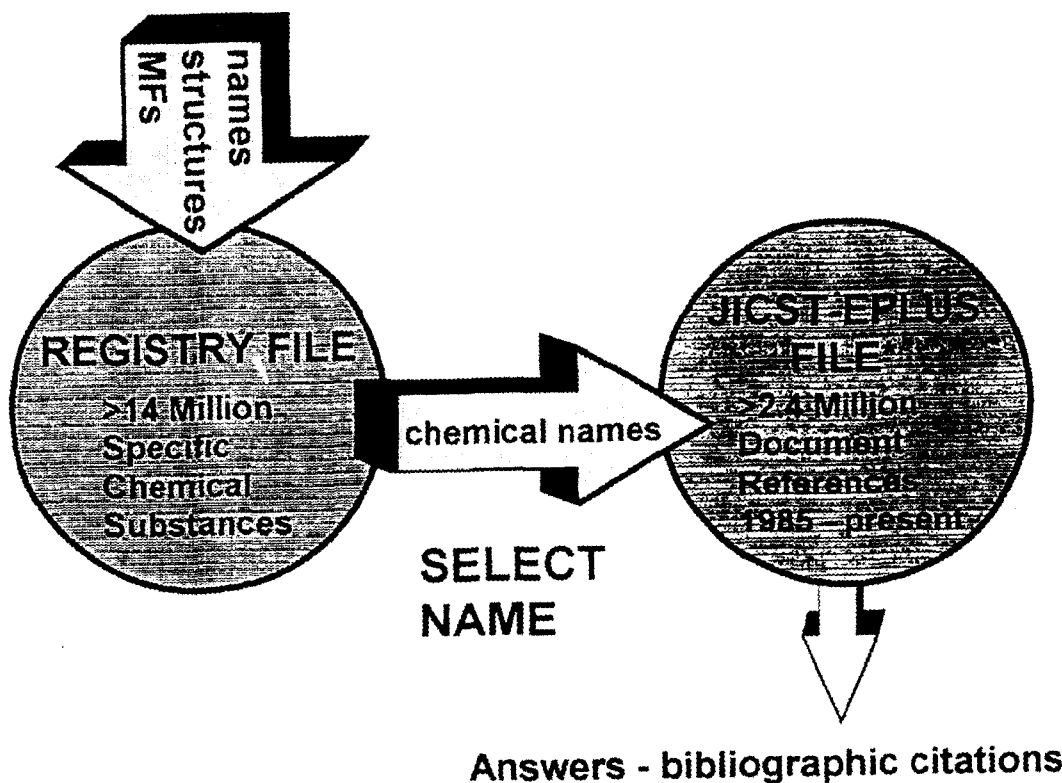 names
structures
MFs
REGISTRY FILE
>14 Million
Specific
Chemical
Substances
chemical names
SELECT
NAME
JICST-EPLUS
FILE*
>2.4 Million
Document
References
1985 - present
Answers - bibliographic citations